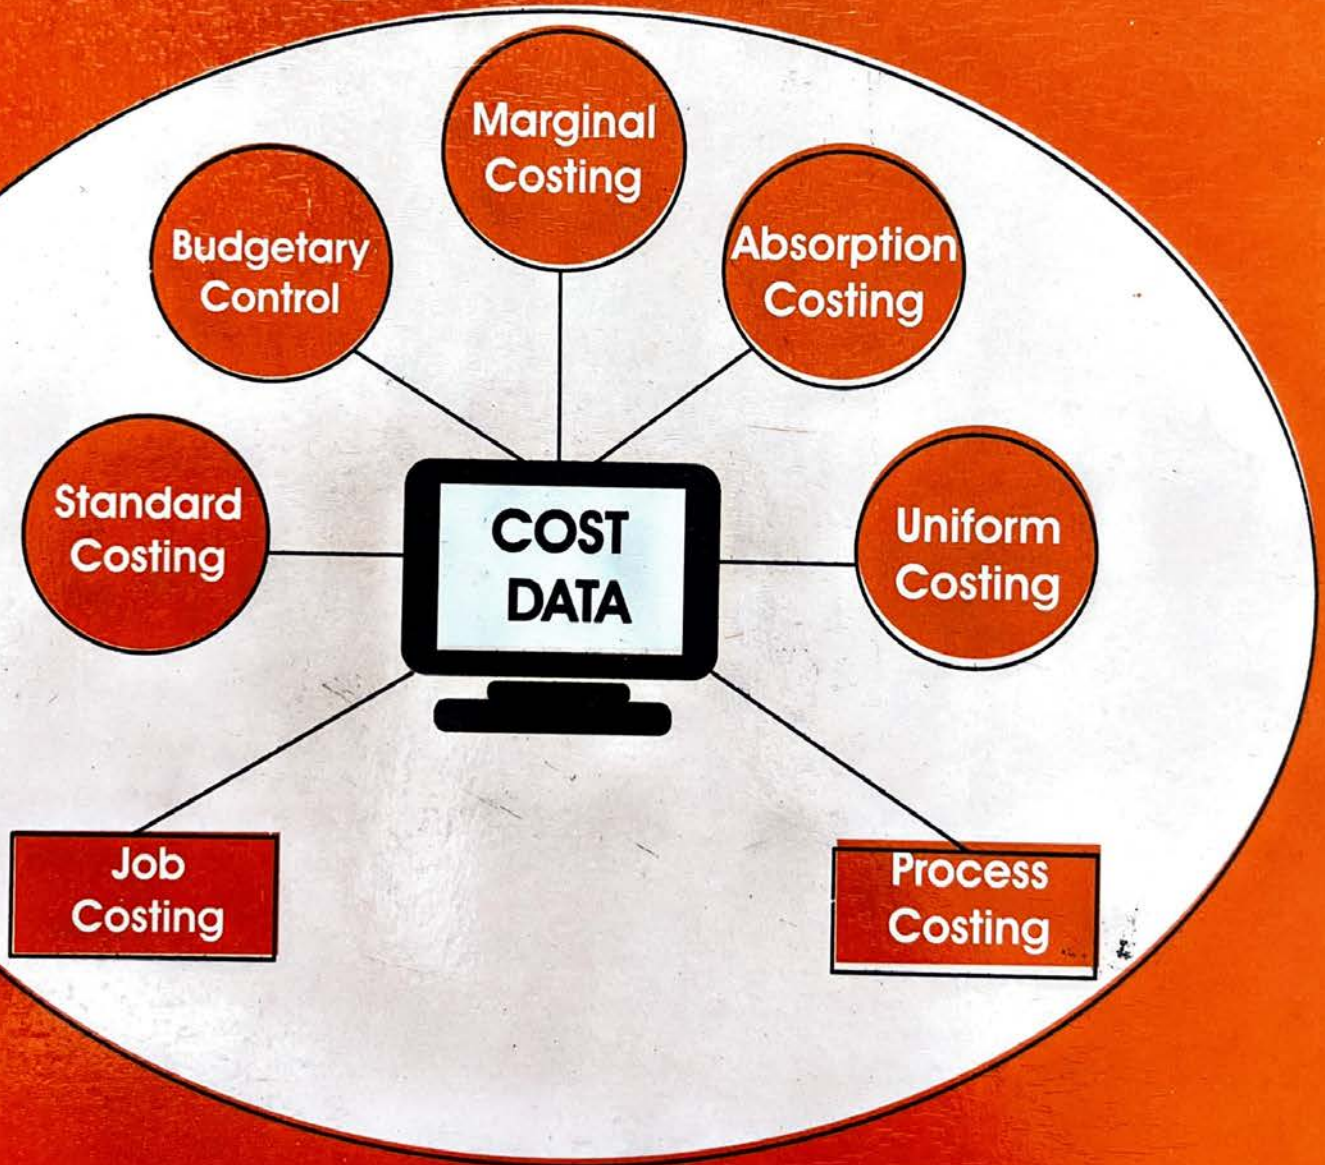 Marginal
Costing
Budgetary
Control
Absorption
Costing
Standard
Costing
COST
DATA
Uniform
Costing
Job
Costing
Process
Costing